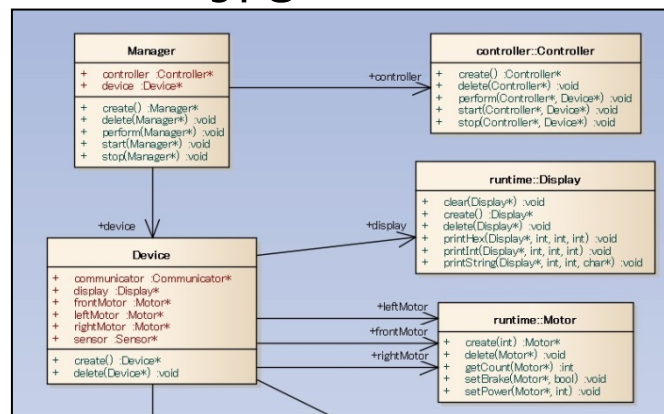 Manager
+ controller :Controller*
+ device :Device*
+ create() :Manager*
+ delete(Manager*) :void
+ perform(Manager*) :void
+ start(Manager*) :void
+ stop(Manager*) :void
+controller
controller::Controller
+ create() :Controller*
+ delete(Controller*) :void
+ perform(Controller*, Device*) :void
+ start(Controller*, Device*) :void
+ stop(Controller*, Device*) :void
+device
+display
runtime::Display
+ clear(Display*) :void
+ create() :Display*
+ delete(Display*) :void
+ printHex(Display*, int, int, int) :void
+ printInt(Display*, int, int, int) :void
+ printString(Display*, int, int, char*) :void
Device
+ communicator :Communicator*
+ display :Display*
+ frontMotor :Motor*
+ leftMotor :Motor*
+ rightMotor :Motor*
+ sensor :Sensor*
+ create() :Device*
+ delete(Device*) :void
+leftMotor
+frontMotor
+rightMotor
runtime::Motor
+ create(int) :Motor*
+ delete(Motor*) :void
+ getCount(Motor*) :int
+ setBrake(Motor*, bool) :void
+ setPower(Motor*, int) :void